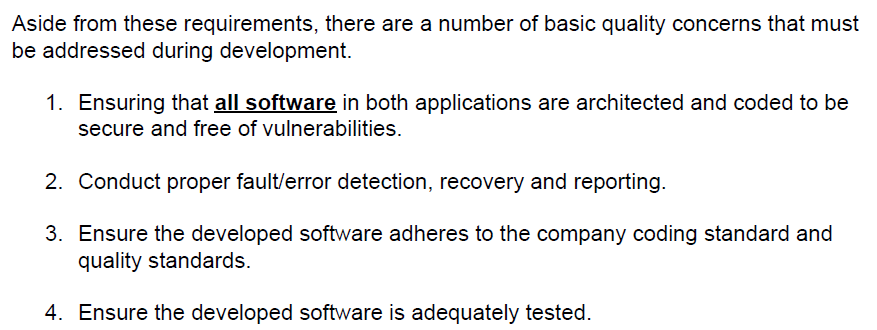 Aside from these requirements, there are a number of basic quality concerns that must
be addressed during development.
1. Ensuring that all software in both applications are architected and coded to be
secure and free of vulnerabilities.
2. Conduct proper fault/error detection, recovery and reporting.
3. Ensure the developed software adheres to the company coding standard and
quality standards.
4. Ensure the developed software is adequately tested.